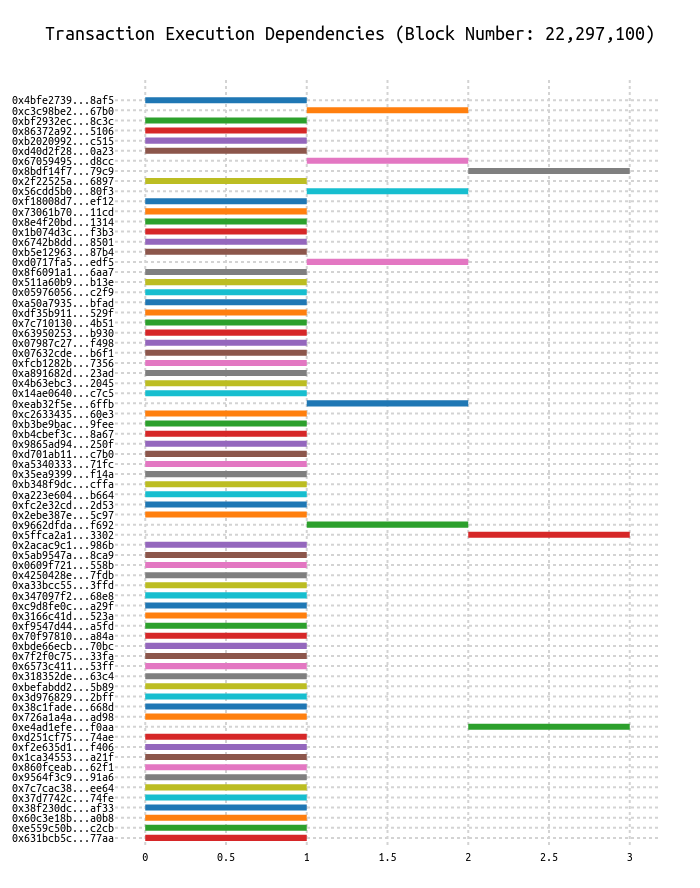 Transaction Execution Dependencies (Block Number: 22,297,100)
0x4bfe2739...8af5
0xc3c98be2...67b0
0xbf2932ec...8c3c
0x86372a92...5106
0xb2020992...c515
0xd40d2f28...0a23
0x67059495...d8cc
0x8bdf14f7...79c9
0x2f22525a...6897
0x56cdd5b0...80f3
0xf18008d7...ef12
0x73061b70...11cd
0x8e4f20bd...1314
0x1b074d3c...f3b3
0x6742b8dd...8501
0xb5e12963...87b4
0xd0717fa5...edf5
0x8f6091a1...6aa7
0x511a60b9...b13e
0x05976056...c2f9
0xa50a7935...bfad
0xdf35b911...529f
0x7c710130...4b51
0x63950253...b930
0x07987c27...f498
0x07632cde...b6f1
0xfcb1282b...7356
0xa891682d...23ad
0x4b63ebc3...2045
0x14ae0640...c7c5
0xeab32f5e...6ffb
0xc2633435...60e3
0xb3be9bac...9fee
0xb4cbef3c...8a67
0x9865ad94...250f
0xd701ab11...c7b0
0xa5340333...71fc
0x35ea9399...f14a
0xb348f9dc...cffa
0xa223e604...b664
0xfc2e32cd...2d53
0x2ebe387e...5c97
0x9662dfda...f692
0x5ffca2a1...3302
0x2acac9c1...986b
0x5ab9547a...8ca9
0x0609f721...558b
0x4250428e...7fdb
0xa33bcc55...3ffd
0x347097f2...68e8
0xc9d8fe0c...a29f
0x3166c41d...523a
0xf9547d44...a5fd
0x70f97810...a84a
0xbde66ecb...70bc
0x7f2f0c75...33fa
0x6573c411...53ff
0x318352de...63c4
0xbefabdd2...5b89
0x3d976829...2bff
0x38c1fade...668d
0x726a1a4a...ad98
0xe4ad1efe...f0aa
0xd251cf75...74ae
0xf2e635d1...f406
0x1ca34553...a21f
0x860fceab...62f1
0x9564f3c9...91a6
0x7c7cac38...ee64
0x37d7742c...74fe
0x38f230dc...af33
0x60c3e18b...a0b8
0xe559c50b...c2cb
0x631bcb5c...77aa
0 0.5 1 1.5 2 2.5 3